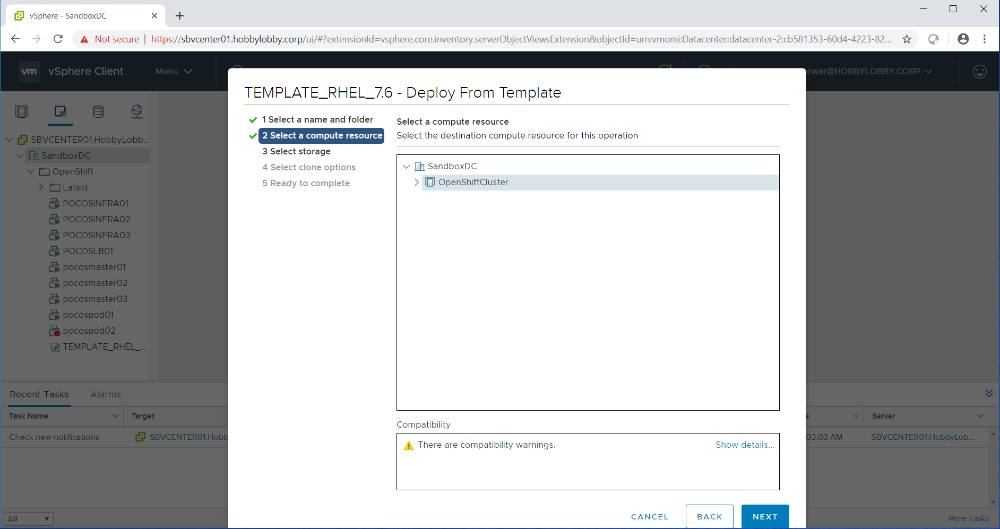 vSphere - SandboxDC
Not secure | https://sbvcenter01.hobbylobby.corp/ui/#?extensionId=vsphere.core.inventory.serverObjectViewsExtension&objectId=urn:vmomi:Datacenter:datacenter-2:cb581353-60d4-4223-82...
vm vSphere Client Menu
orwar@HOBBYLOBBY.CORP
SBVCENTER01.HobbyLobb...
SandboxDC
OpenShift
Latest
POCOSINFRA01
POCOSINFRA02
POCOSINFRA03
POCOSLB01
pocosmaster01
pocosmaster02
pocosmaster03
pocospod01
pocospod02
TEMPLATE_RHEL_...
TEMPLATE_RHEL_7.6 - Deploy From Template
1 Select a name and folder
2 Select a compute resource
3 Select storage
4 Select clone options
5 Ready to complete
Select a compute resource
Select the destination compute resource for this operation
SandboxDC
OpenShiftCluster
Compatibility
There are compatibility warnings. Show details...
CANCEL BACK NEXT
Recent Tasks Alarms
Task Name Target e Server
Check new notifications SBVCENTER01.Hobb 03:03 AM SBVCENTER01.HobbyLob...
All More Tasks